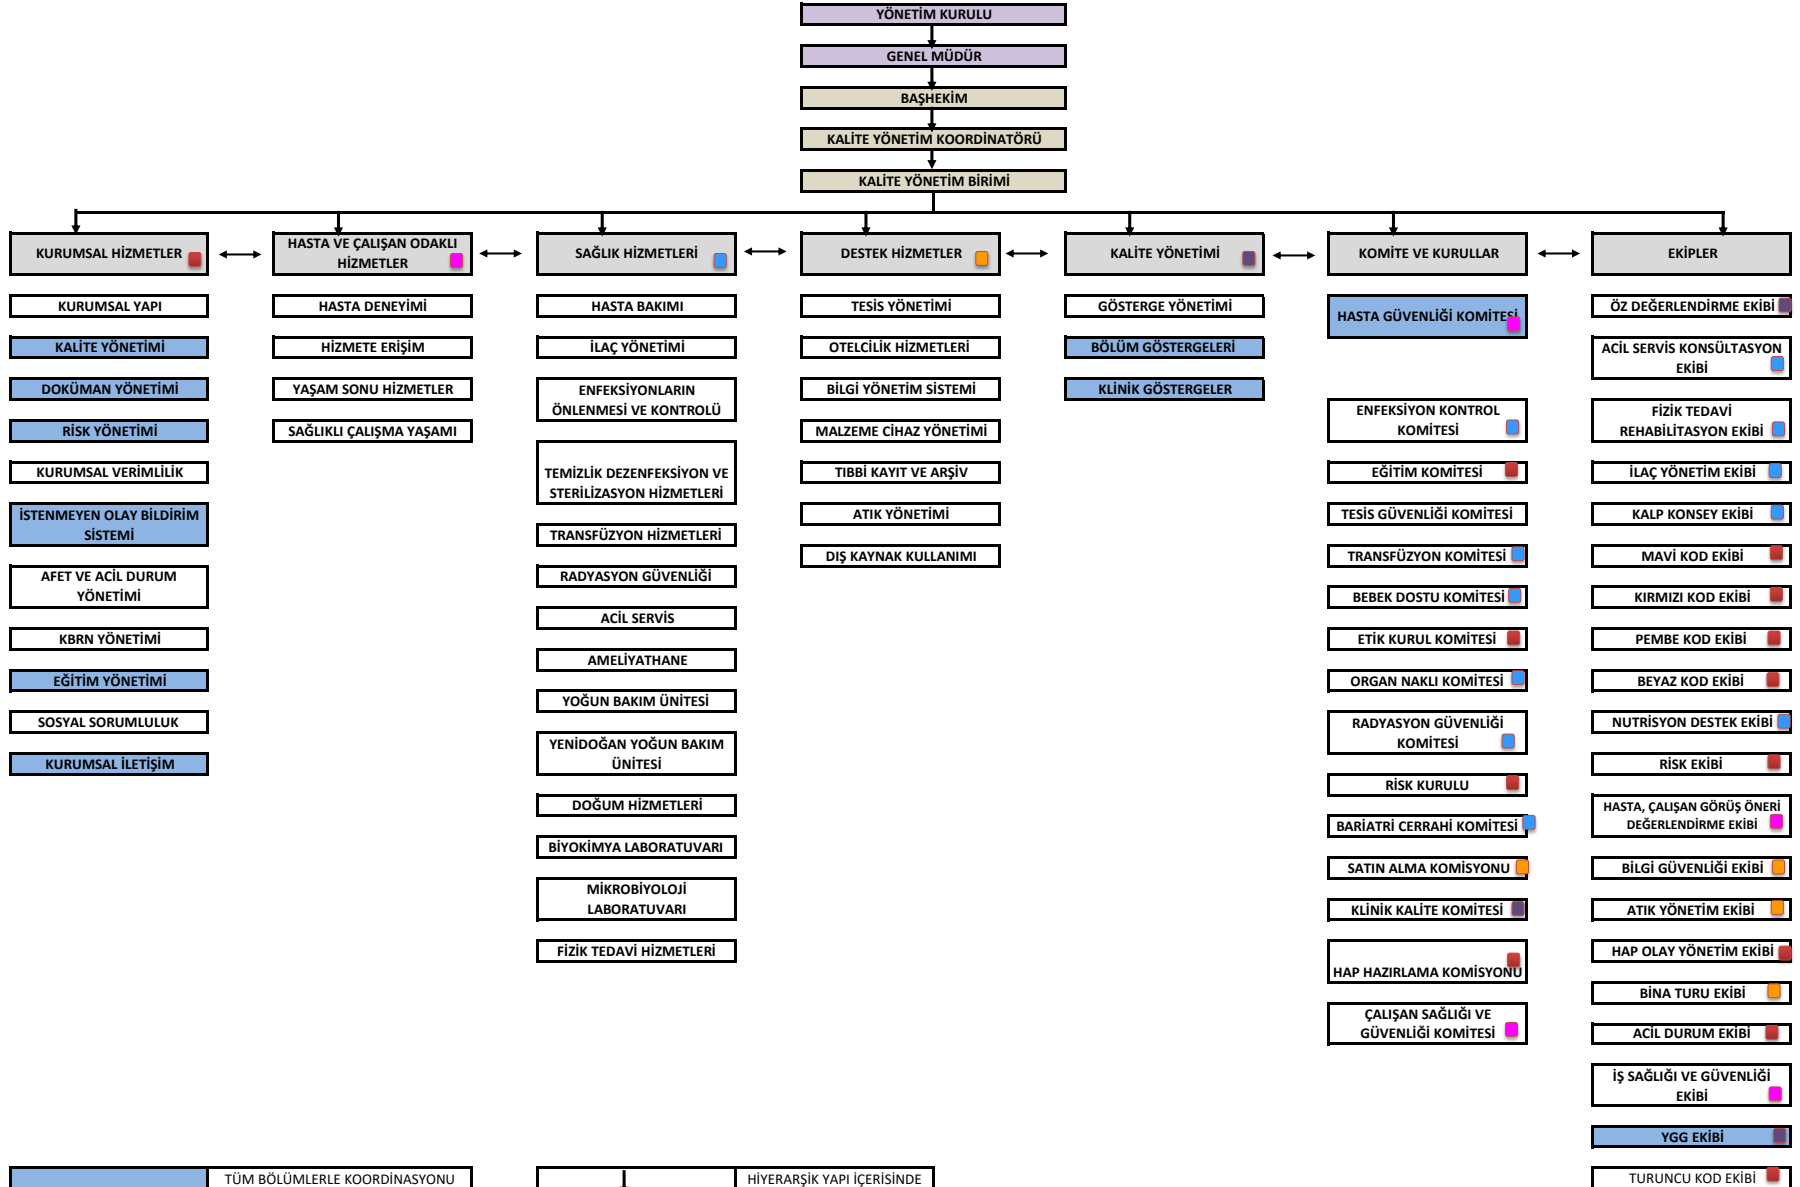 YÖNETİM KURULU
GENEL MÜDÜR
BAŞHEKİM
KALİTE YÖNETİM KOORDİNATÖRÜ
KALİTE YÖNETİM BİRİMİ
KURUMSAL HİZMETLER
KURUMSAL YAPI
KALİTE YÖNETİMİ
DOKÜMAN YÖNETİMİ
RİSK YÖNETİMİ
KURUMSAL VERİMLİLİK
İSTENMEYEN OLAY BİLDİRİM
SİSTEMİ
AFET VE ACİL DURUM
YÖNETİMİ
KBRN YÖNETİMİ
EĞİTİM YÖNETİMİ
SOSYAL SORUMLULUK
KURUMSAL İLETİŞİM
HASTA VE ÇALIŞAN ODAKLI
HİZMETLER
HASTA DENEYİMİ
HİZMETE ERİŞİM
YAŞAM SONU HİZMETLER
SAĞLIKLI ÇALIŞMA YAŞAMI
SAĞLIK HİZMETLERİ
HASTA BAKIMI
İLAÇ YÖNETİMİ
ENFEKSİYONLARIN
ÖNLENMESİ VE KONTROLÜ
TEMİZLİK DEZENFEKSİYON VE
STERİLİZASYON HİZMETLERİ
TRANSFÜZYON HİZMETLERİ
RADYASYON GÜVENLİĞİ
ACİL SERVİS
AMELİYATHANE
YOĞUN BAKIM ÜNİTESİ
YENİDOĞAN YOĞUN BAKIM
ÜNİTESİ
DOĞUM HİZMETLERİ
BİYOKİMYA LABORATUVARI
MİKROBİYOLOJİ
LABORATUVARI
FİZİK TEDAVİ HİZMETLERİ
DESTEK HİZMETLER
TESİS YÖNETİMİ
OTELCİLİK HİZMETLERİ
BİLGİ YÖNETİM SİSTEMİ
MALZEME CİHAZ YÖNETİMİ
TIBBİ KAYIT VE ARŞİV
ATIK YÖNETİMİ
DIŞ KAYNAK KULLANIMI
KALİTE YÖNETİMİ
GÖSTERGE YÖNETİMİ
BÖLÜM GÖSTERGELERİ
KLİNİK GÖSTERGELER
KOMİTE VE KURULLAR
HASTA GÜVENLİĞİ KOMİTESİ
ENFEKSİYON KONTROL
KOMİTESİ
EĞİTİM KOMİTESİ
TESİS GÜVENLİĞİ KOMİTESİ
TRANSFÜZYON KOMİTESİ
BEBEK DOSTU KOMİTESİ
ETİK KURUL KOMİTESİ
ORGAN NAKLI KOMİTESİ
RADYASYON GÜVENLİĞİ
KOMİTESİ
RİSK KURULU
BARİATRİ CERRAHİ KOMİTESİ
SATIN ALMA KOMİSYONU
KLİNİK KALİTE KOMİTESİ
HAP HAZIRLAMA KOMİSYONU
ÇALIŞAN SAĞLIĞI VE
GÜVENLİĞİ KOMİTESİ
EKİPLER
ÖZ DEĞERLENDİRME EKİBİ
ACİL SERVİS KONSÜLTASYON
EKİBİ
FİZİK TEDAVİ
REHABİLİTASYON EKİBİ
İLAÇ YÖNETİM EKİBİ
KALP KONSEY EKİBİ
MAVİ KOD EKİBİ
KIRMIZI KOD EKİBİ
PEMBE KOD EKİBİ
BEYAZ KOD EKİBİ
NUTRİSYON DESTEK EKİBİ
RİSK EKİBİ
HASTA, ÇALIŞAN GÖRÜŞ ÖNERİ
DEĞERLENDİRME EKİBİ
BİLGİ GÜVENLİĞİ EKİBİ
ATIK YÖNETİM EKİBİ
HAP OLAY YÖNETİM EKİBİ
BİNA TURU EKİBİ
ACİL DURUM EKİBİ
İŞ SAĞLIĞI VE GÜVENLİĞİ
EKİBİ
YGG EKİBİ
TURUNCU KOD EKİBİ
TÜM BÖLÜMLERLE KOORDİNASYONU
HİYERARŞİK YAPI İÇERİSİNDE